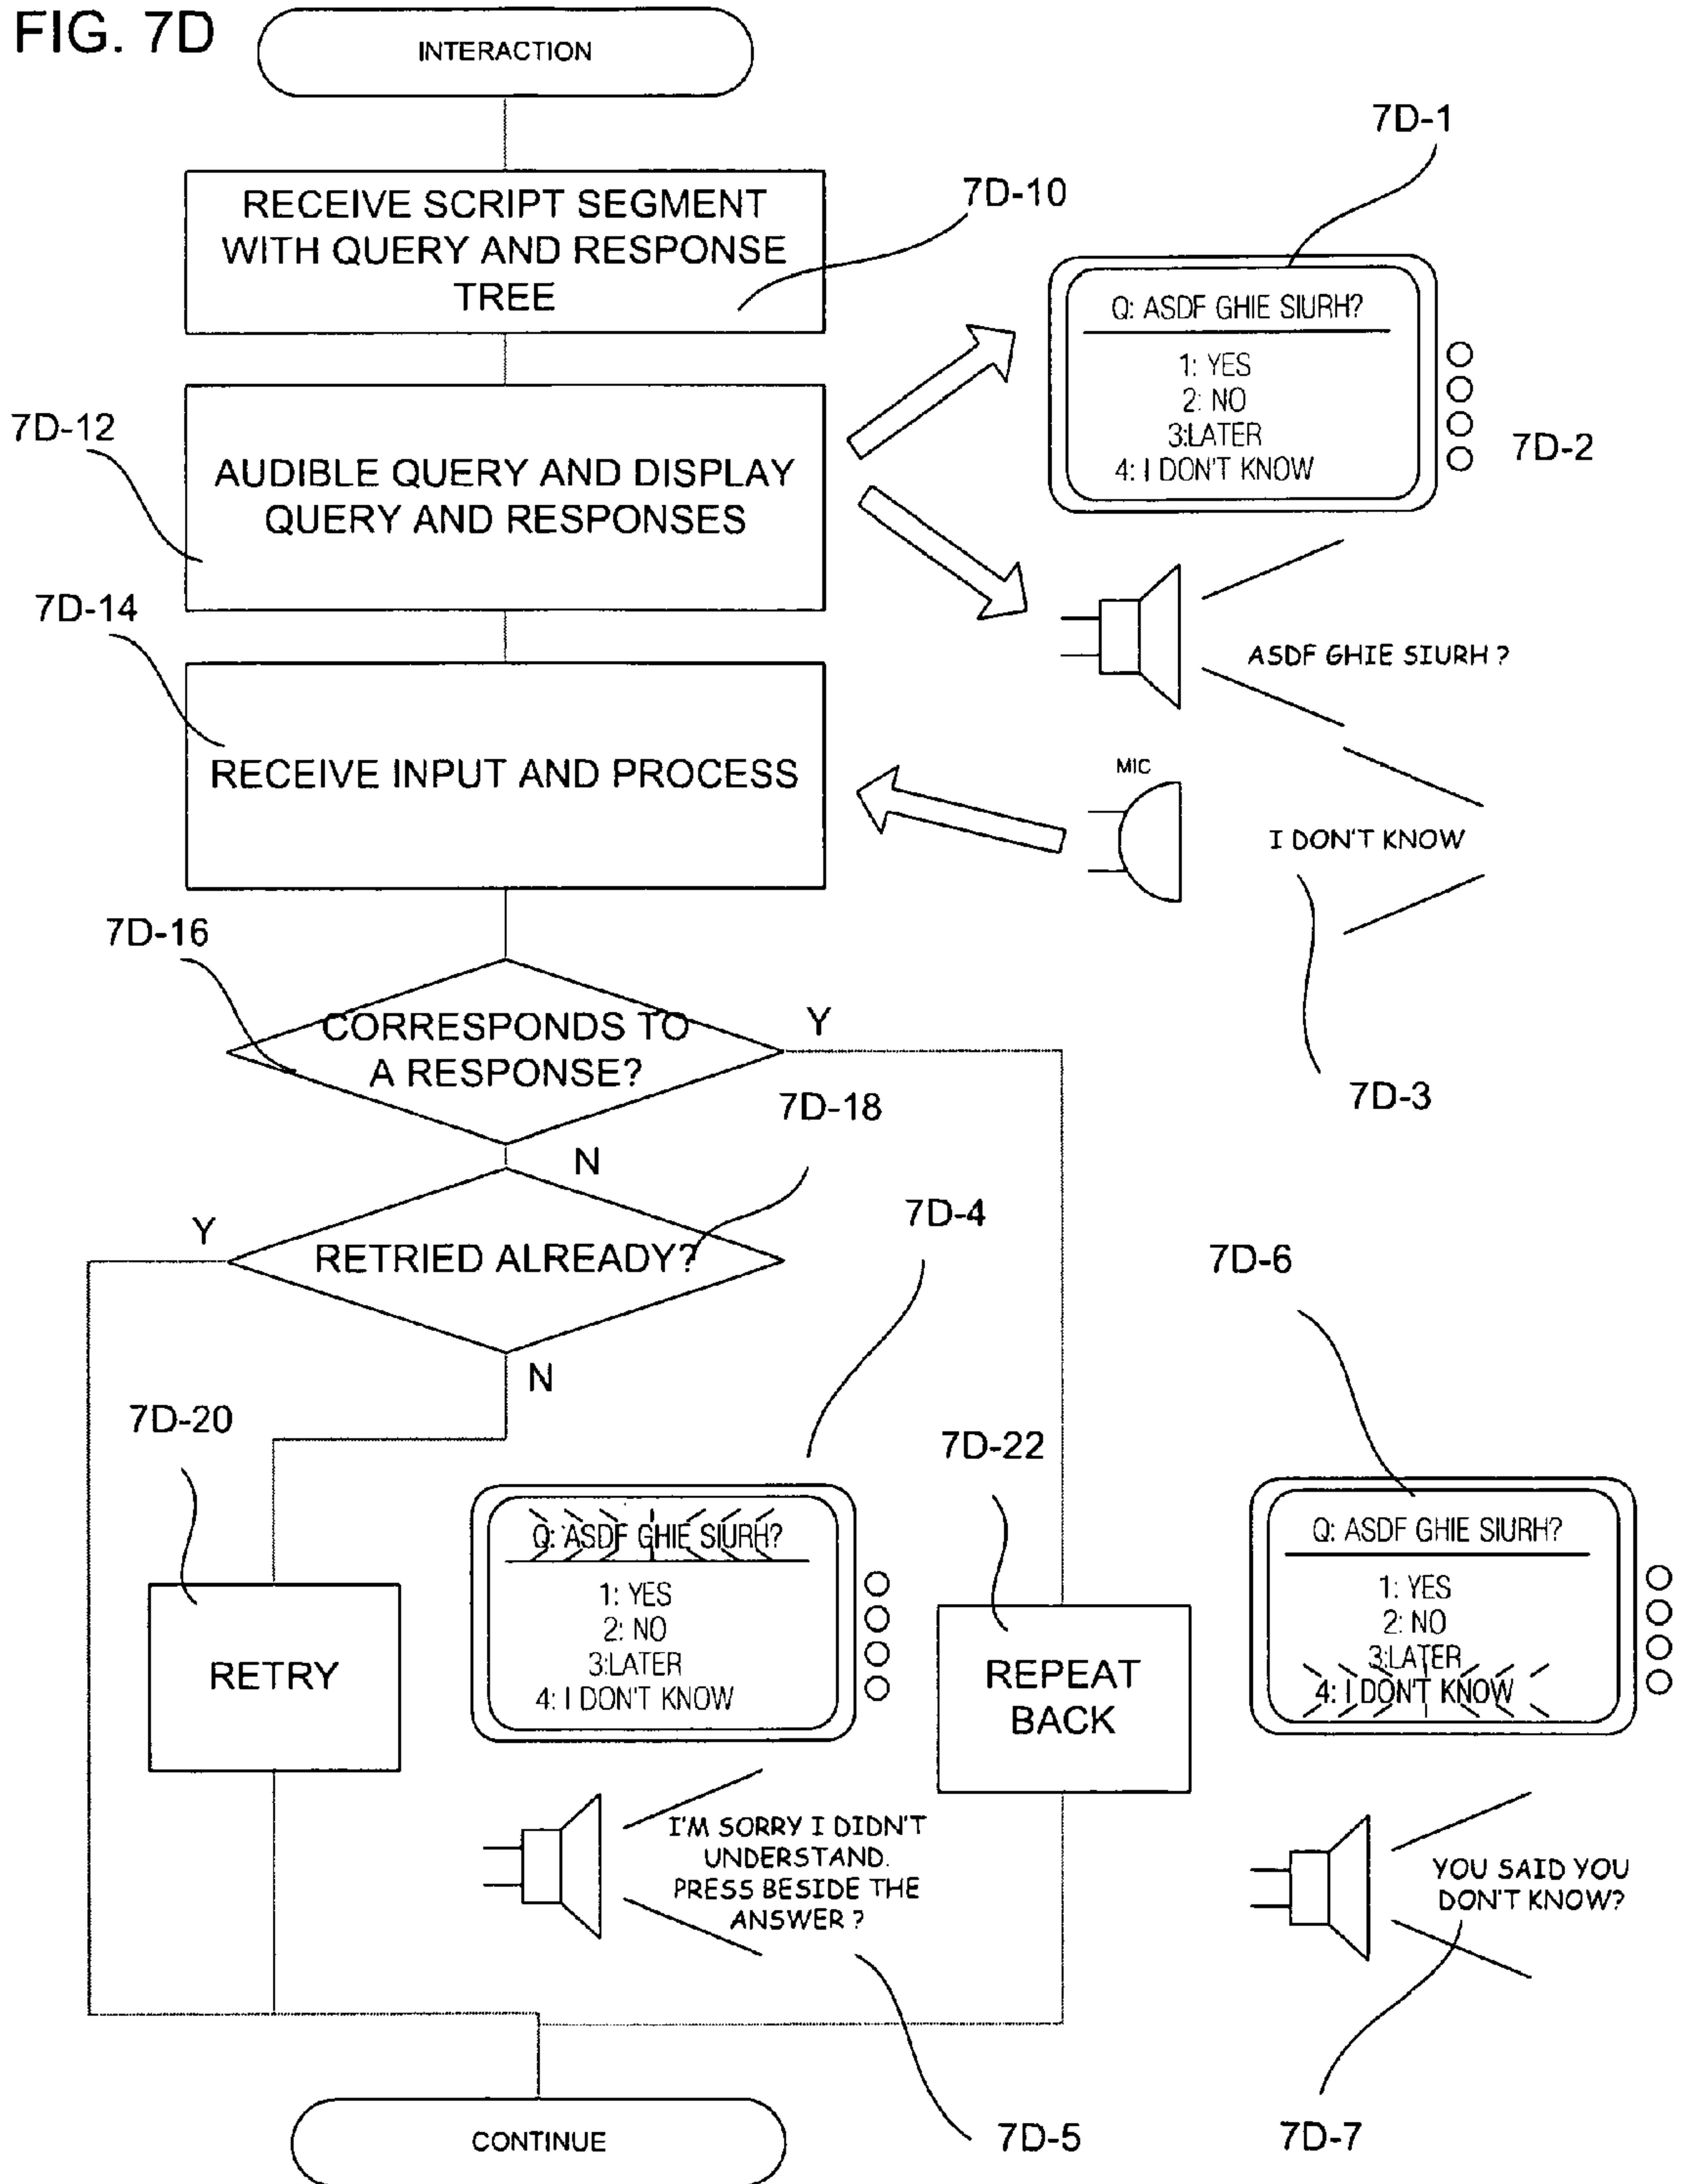 FIG. 7D
INTERACTION
7D-1
RECEIVE SCRIPT SEGMENT
WITH QUERY AND RESPONSE
TREE
7D-10
Q: ASDF GHIE SIURH?
1: YES
2: NO
3:LATER
4: I DON'T KNOW
7D-2
7D-12
AUDIBLE QUERY AND DISPLAY
QUERY AND RESPONSES
ASDF GHIE SIURH ?
7D-14
RECEIVE INPUT AND PROCESS
MIC
I DON'T KNOW
7D-3
7D-16
CORRESPONDS TO
A RESPONSE?
Y
N
7D-18
RETRIED ALREADY?
Y
N
7D-4
7D-6
7D-20
RETRY
Q: ASDF GHIE SIURH?
1: YES
2: NO
3:LATER
4: I DON'T KNOW
7D-22
REPEAT
BACK
Q: ASDF GHIE SIURH?
1: YES
2: NO
3:LATER
4: I DON'T KNOW
I'M SORRY I DIDN'T
UNDERSTAND.
PRESS BESIDE THE
ANSWER ?
YOU SAID YOU
DON'T KNOW?
7D-5
7D-7
CONTINUE